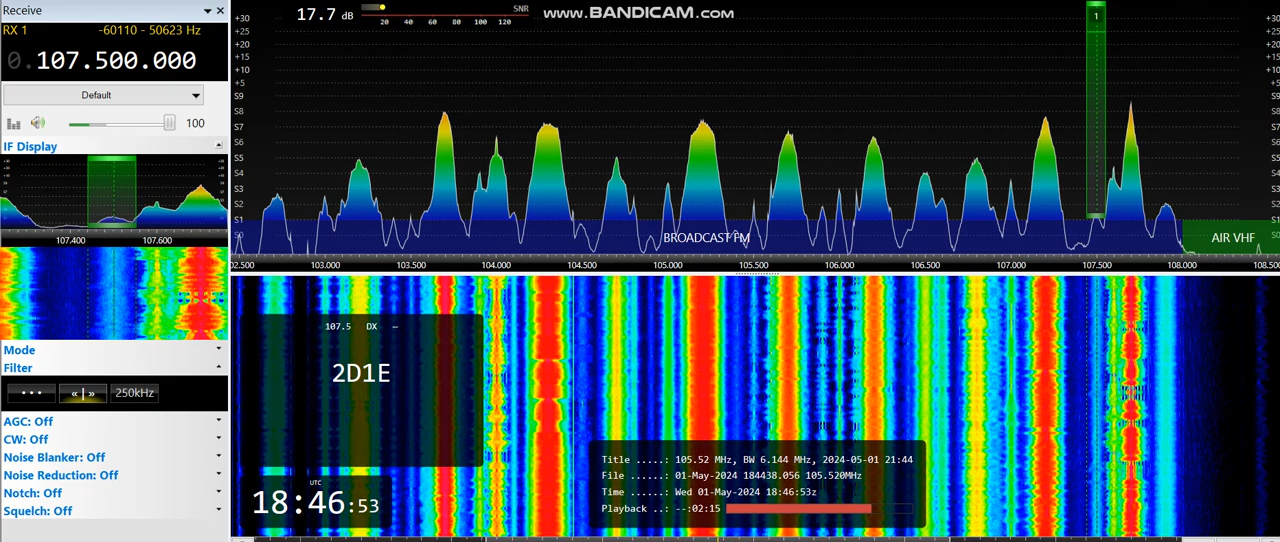 Receive
RX 1 -60110 - 50623 Hz
0.107.500.000
Default
100
IF Display
107.400 107.600
Mode
Filter
••• « | » 250kHz
AGC: Off
CW: Off
Noise Blanker: Off
Noise Reduction: Off
Notch: Off
Squelch: Off
17.7 dB
SNR
20 40 60 80 100 120
www.BANDICAM.com
+30
+25
+20
+15
+10
+5
S9
S8
S7
S6
S5
S4
S3
S2
S1
S0
1
BROADCAST FM
AIR VHF
02.500 103.000 103.500 104.000 104.500 105.000 105.500 106.000 106.500 107.000 107.500 108.000 108.500
107.5 DX –
2D1E
UTC
18:46:53
Title .....: 105.52 MHz, BW 6.144 MHz, 2024-05-01 21:44
File ......: 01-May-2024 184438.056 105.520MHz
Time ......: Wed 01-May-2024 18:46:53z
Playback ..: --:02:15